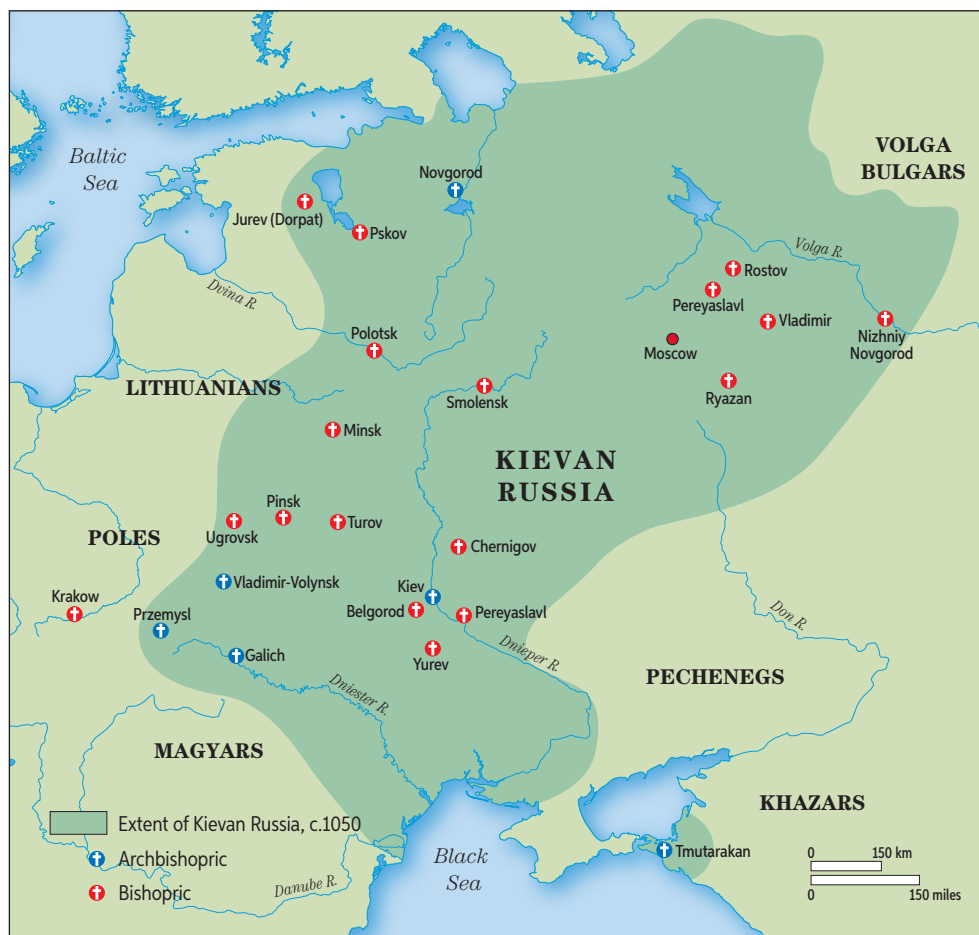 VOLGA
BULGARS
Baltic
Sea
Novgorod
Jurev (Dorpat)
Pskov
Volga R.
Rostov
Pereyaslavl
Vladimir
Nizhniy
Novgorod
Dvina R.
Polotsk
Moscow
LITHUANIANS
Smolensk
Ryazan
Minsk
KIEVAN
RUSSIA
Pinsk
Ugrovsk
Turov
POLES
Chernigov
Vladimir-Volynsk
Kiev
Krakow
Belgorod
Pereyaslavl
Przemysl
Don R.
Galich
Yurev
Dnieper R.
PECHENEGS
Dniester R.
MAGYARS
KHAZARS
Extent of Kievan Russia, c.1050
Archbishopric
Bishopric
Danube R.
Black
Sea
Tmutarakan
0 150 km
0 150 miles